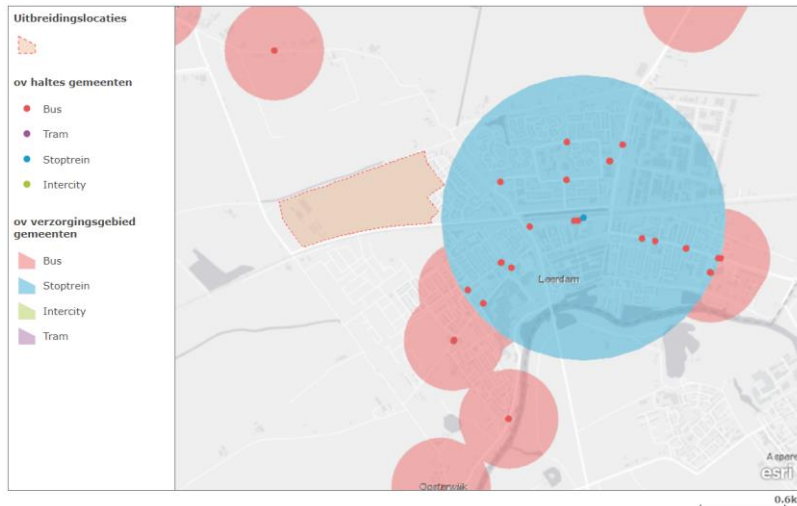 Uitbreidingslocaties
ov haltes gemeenten
Bus
Tram
Stoptrein
Intercity
ov verzorgingsgebied
gemeenten
Bus
Stoptrein
Intercity
Tram
Leerdam
Oosterwijk
Aspere
esri
0.6k